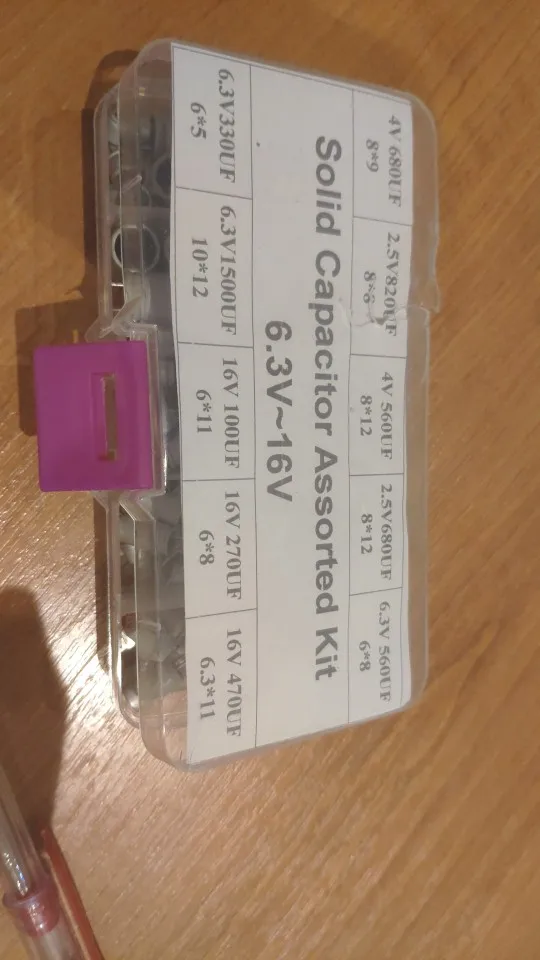 4V 680UF
8*9
2.5V820UF
8*8
4V 560UF
8*12
2.5V680UF
8*12
6.3V 560UF
6*8
Solid Capacitor Assorted Kit
6.3V~16V
6.3V330UF
6*5
6.3V1500UF
10*12
16V 100UF
6*11
16V 270UF
6*8
16V 470UF
6.3*11